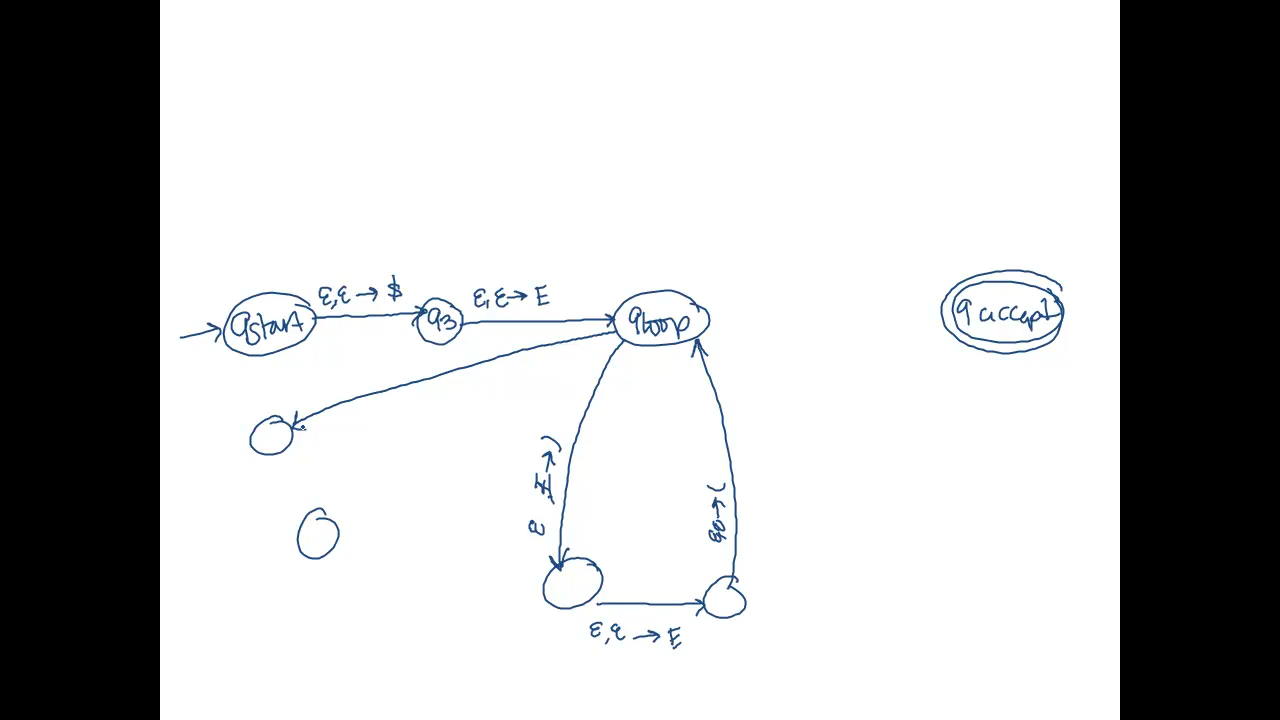 ε,ε → $
ε,ε → E
qstart
q3
qloop
qaccept
→ )
→ (
ε,ε → E